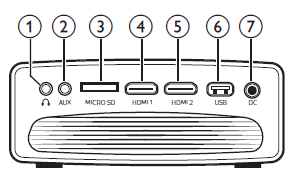 1 2 3 4 5 6 7
AUX MICRO SD HDMI 1 HDMI 2 USB DC